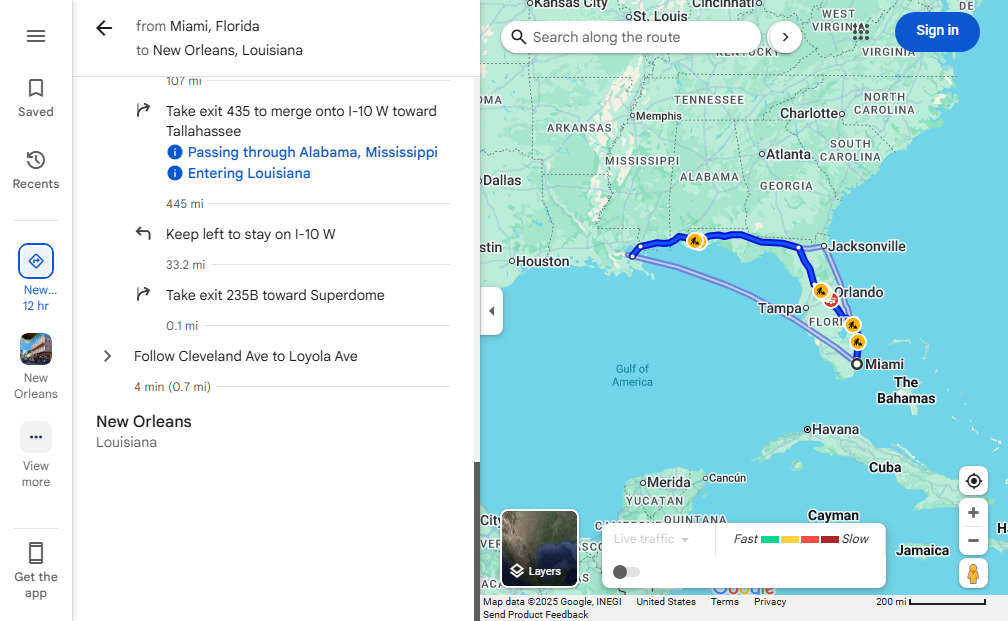 Saved
Recents
New...
12 hr
New
Orleans
View
more
Get the
app
from Miami, Florida
to New Orleans, Louisiana
107 mi
Take exit 435 to merge onto I-10 W toward
Tallahassee
Passing through Alabama, Mississippi
Entering Louisiana
445 mi
Keep left to stay on I-10 W
33.2 mi
Take exit 235B toward Superdome
0.1 mi
Follow Cleveland Ave to Loyola Ave
4 min (0.7 mi)
New Orleans
Louisiana
Search along the route
Sign in
Kansas City
St. Louis
Cincinnati
WEST
VIRGINIA
DE
KENTUCKY
VIRGINIA
OMA
TENNESSEE
NORTH
CAROLINA
Charlotte
Memphis
ARKANSAS
SOUTH
CAROLINA
Atlanta
MISSISSIPPI
ALABAMA
GEORGIA
Dallas
stin
Houston
Jacksonville
Orlando
Tampa
FLORI
Miami
Gulf of
America
The
Bahamas
Havana
Cuba
Mérida
Cancún
YUCATAN
QUINTANA
City
Cayman
Jamaica
H
Layers
Live traffic
Fast
Slow
Google
Map data ©2025 Google, INEGI
United States
Terms
Privacy
200 mi
Send Product Feedback